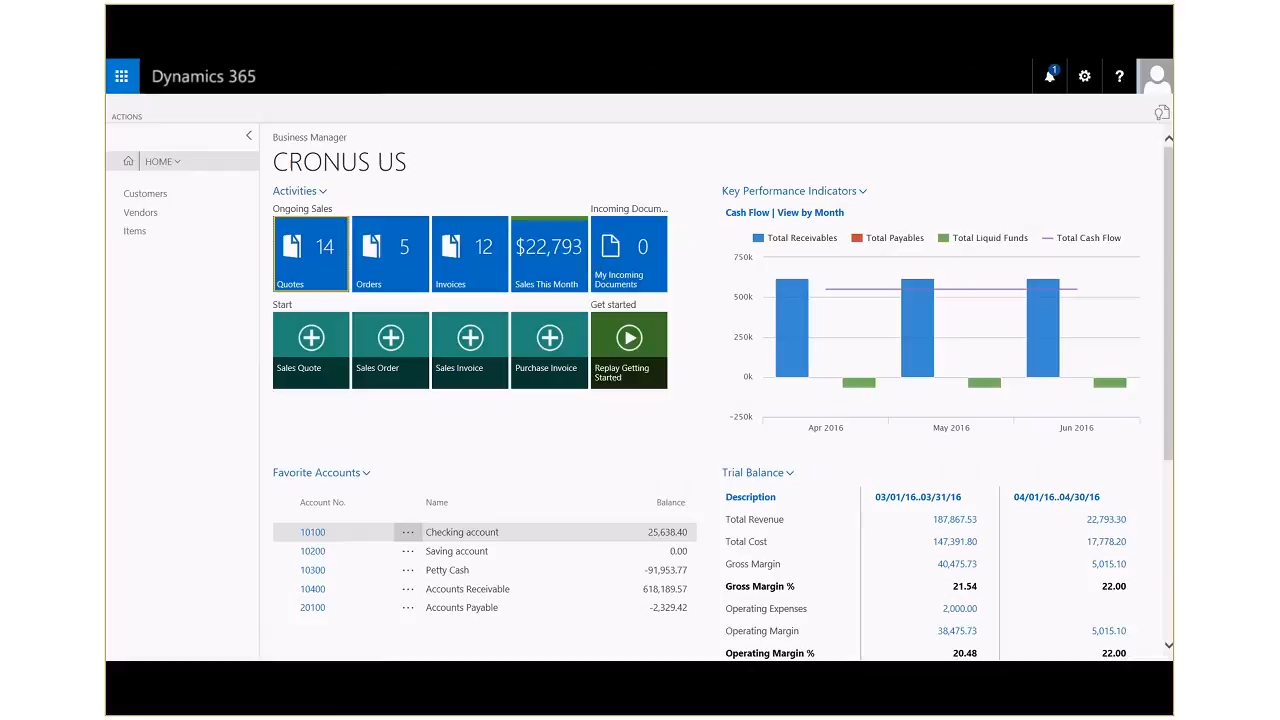 Dynamics 365
1
?
ACTIONS
HOME
Customers
Vendors
Items
Business Manager
CRONUS US
Activities
Ongoing Sales
Incoming Docum...
14
Quotes
5
Orders
12
Invoices
$22,793
Sales This Month
0
My Incoming
Documents
Start
Get started
Sales Quote
Sales Order
Sales Invoice
Purchase Invoice
Replay Getting
Started
Key Performance Indicators
Cash Flow | View by Month
Total Receivables Total Payables Total Liquid Funds Total Cash Flow
750k
500k
250k
0k
-250k
Apr 2016 May 2016 Jun 2016
Favorite Accounts
Account No. Name Balance
10100 ... Checking account 25,638.40
10200 ... Saving account 0.00
10300 ... Petty Cash -91,953.77
10400 ... Accounts Receivable 618,189.57
20100 ... Accounts Payable -2,329.42
Trial Balance
Description 03/01/16..03/31/16 04/01/16..04/30/16
Total Revenue 187,867.53 22,793.30
Total Cost 147,391.80 17,778.20
Gross Margin 40,475.73 5,015.10
Gross Margin % 21.54 22.00
Operating Expenses 2,000.00
Operating Margin 38,475.73 5,015.10
Operating Margin % 20.48 22.00